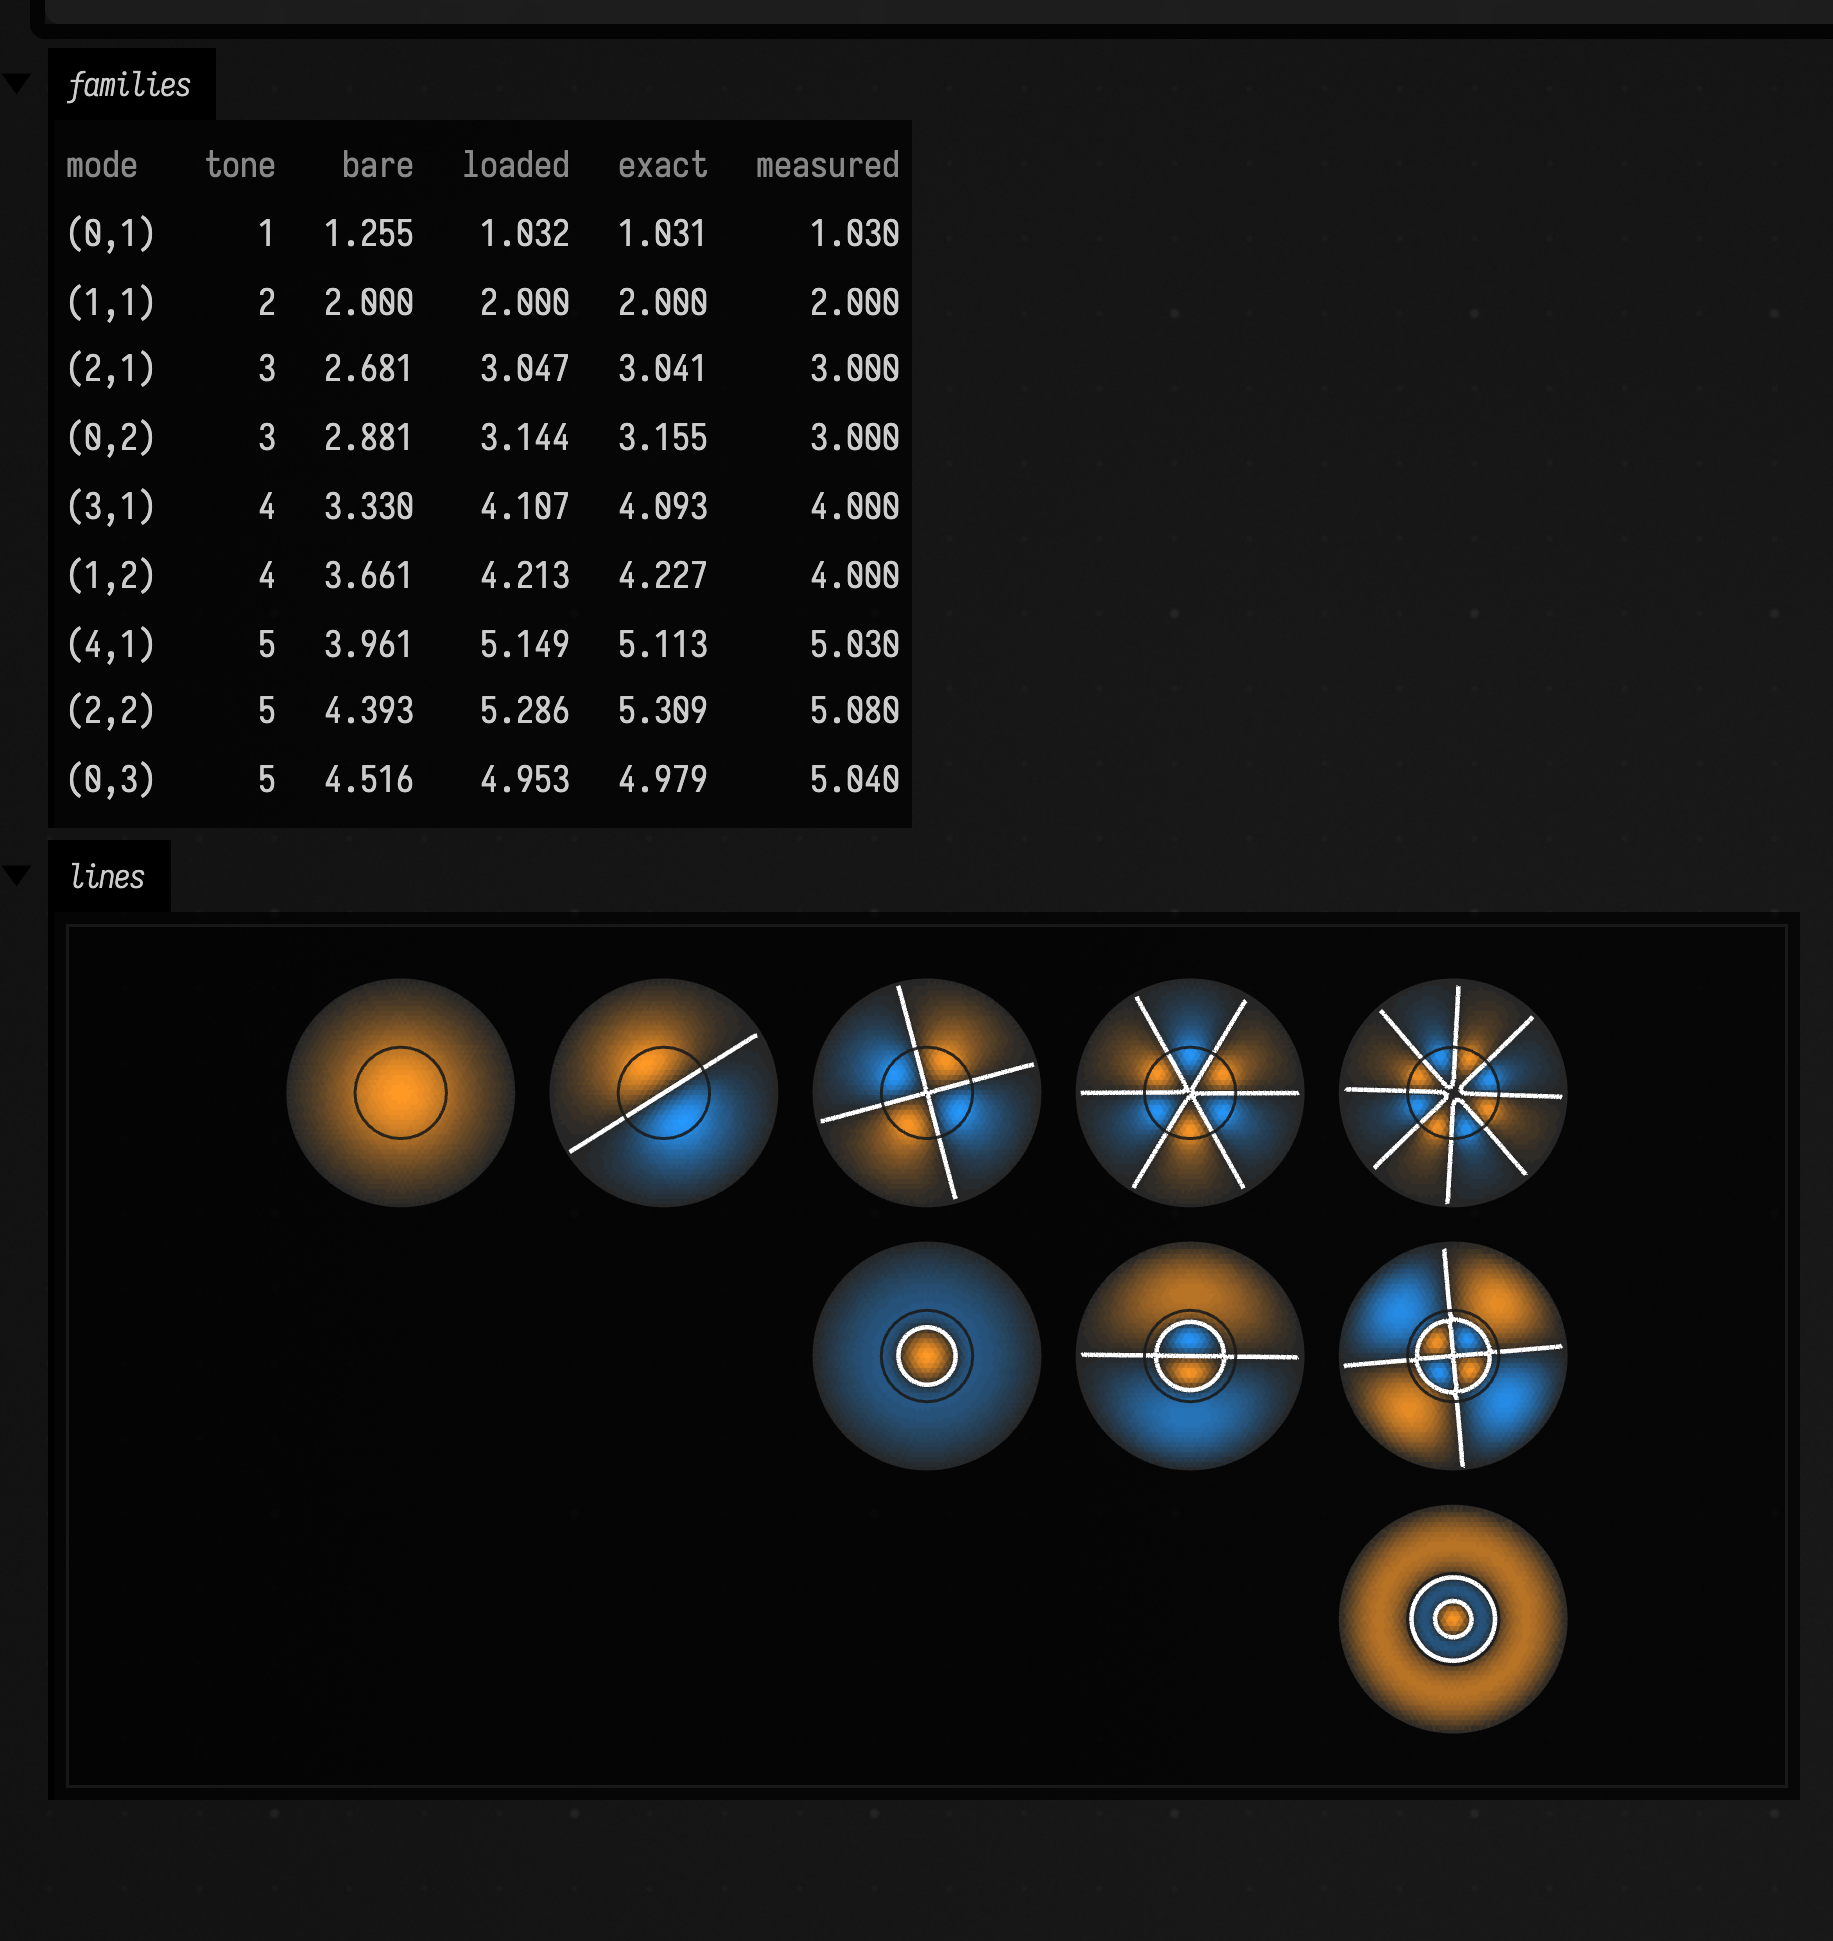 families
mode tone bare loaded exact measured
(0,1) 1 1.255 1.032 1.031 1.030
(1,1) 2 2.000 2.000 2.000 2.000
(2,1) 3 2.681 3.047 3.041 3.000
(0,2) 3 2.881 3.144 3.155 3.000
(3,1) 4 3.330 4.107 4.093 4.000
(1,2) 4 3.661 4.213 4.227 4.000
(4,1) 5 3.961 5.149 5.113 5.030
(2,2) 5 4.393 5.286 5.309 5.080
(0,3) 5 4.516 4.953 4.979 5.040
lines